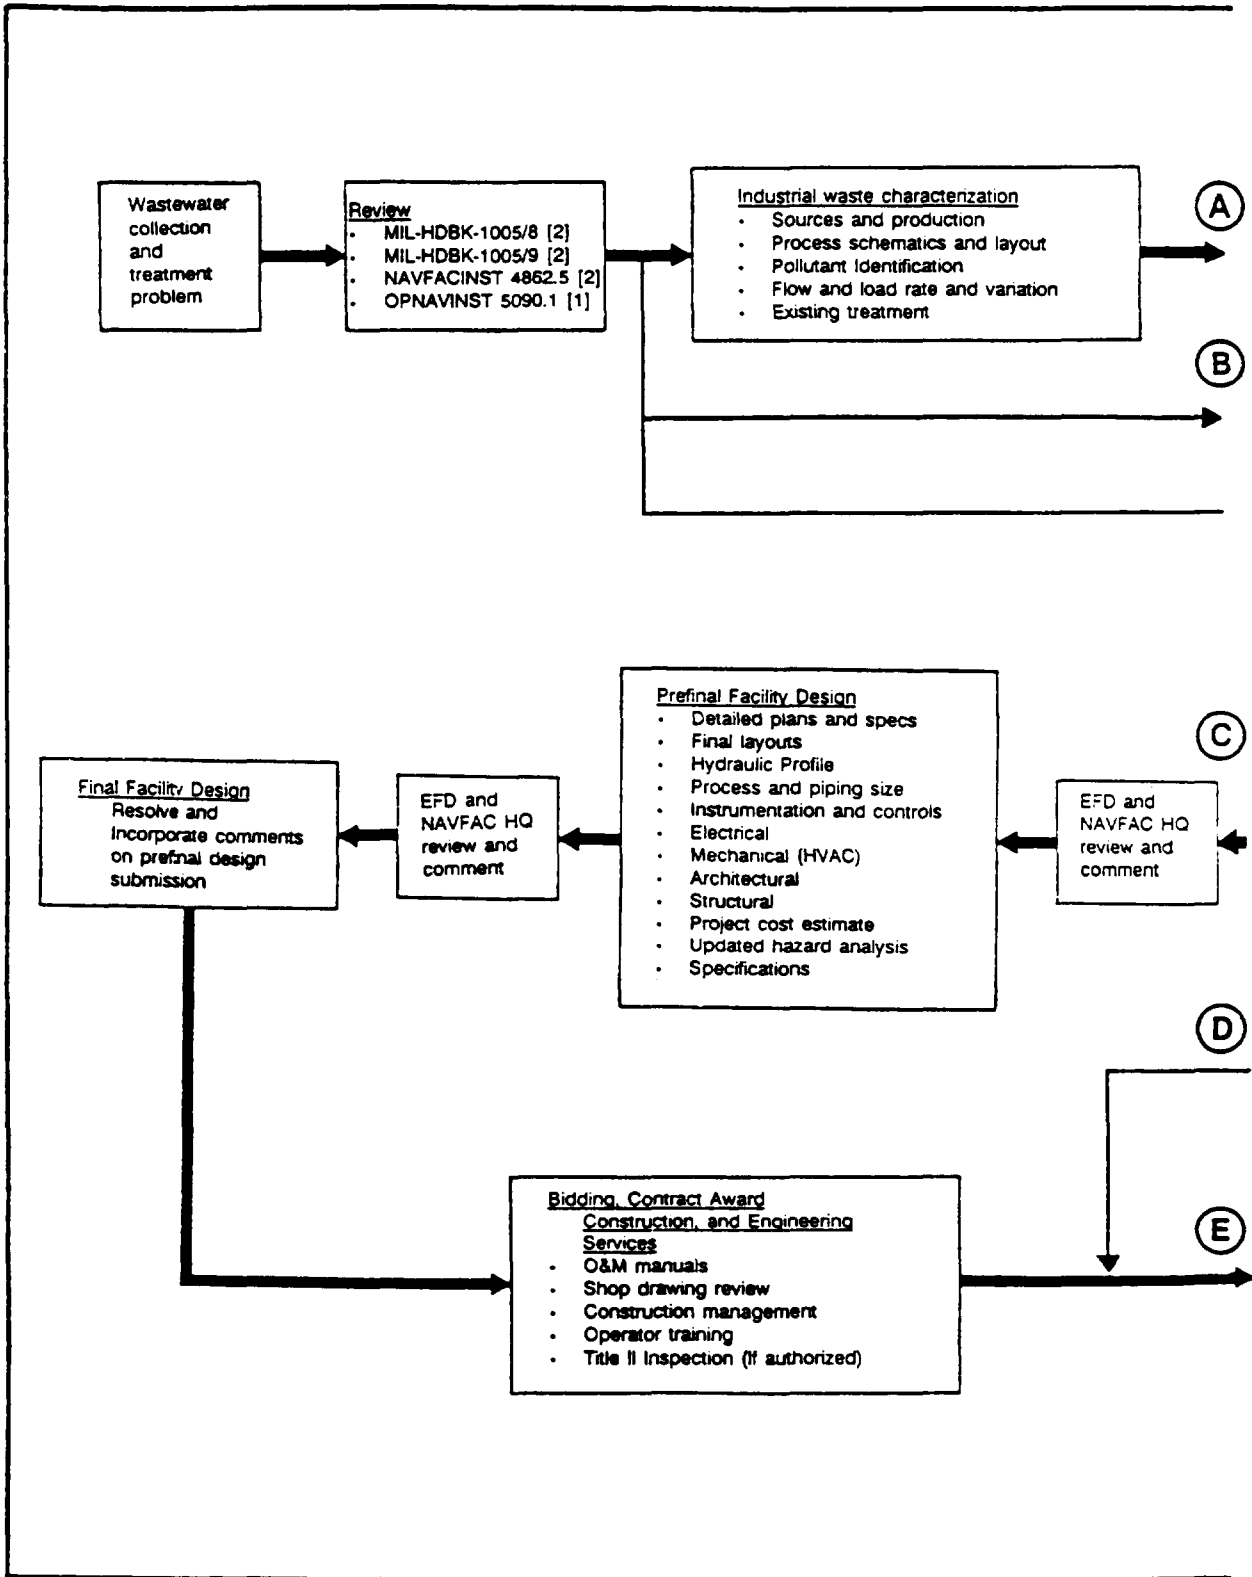 Wastewater
collection
and
treatment
problem
Review
· MIL-HDBK-1005/8 [2]
· MIL-HDBK-1005/9 [2]
· NAVFACINST 4862.5 [2]
· OPNAVINST 5090.1 [1]
Industrial waste characterization
· Sources and production
· Process schematics and layout
· Pollutant Identification
· Flow and load rate and variation
· Existing treatment
A
B
Final Facility Design
Resolve and
Incorporate comments
on prefinal design
submission
EFD and
NAVFAC HQ
review and
comment
Prefinal Facility Design
· Detailed plans and specs
· Final layouts
· Hydraulic Profile
· Process and piping size
· Instrumentation and controls
· Electrical
· Mechanical (HVAC)
· Architectural
· Structural
· Project cost estimate
· Updated hazard analysis
· Specifications
C
EFD and
NAVFAC HQ
review and
comment
D
Bidding, Contract Award
Construction, and Engineering
Services
· O&M manuals
· Shop drawing review
· Construction management
· Operator training
· Title II Inspection (If authorized)
E